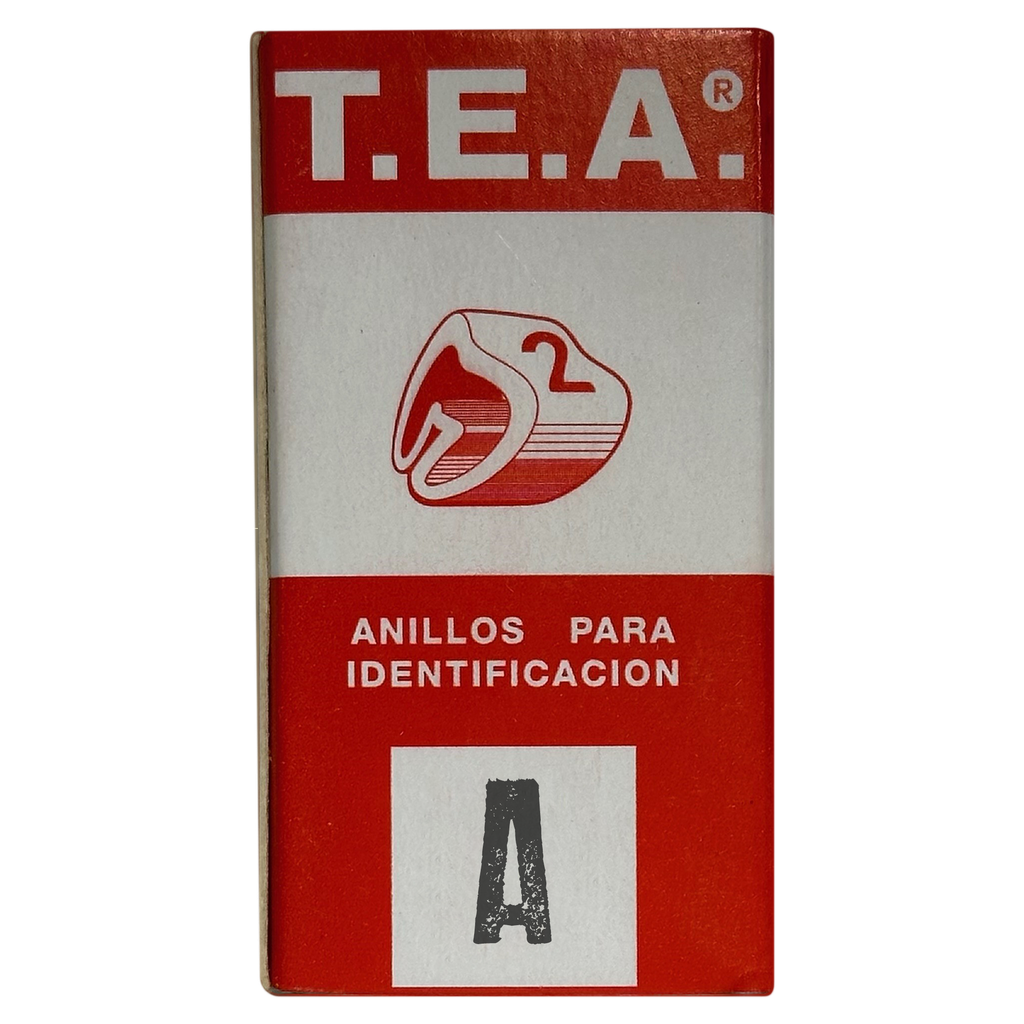 T.E.A.®
2
ANILLOS PARA
IDENTIFICACION
A